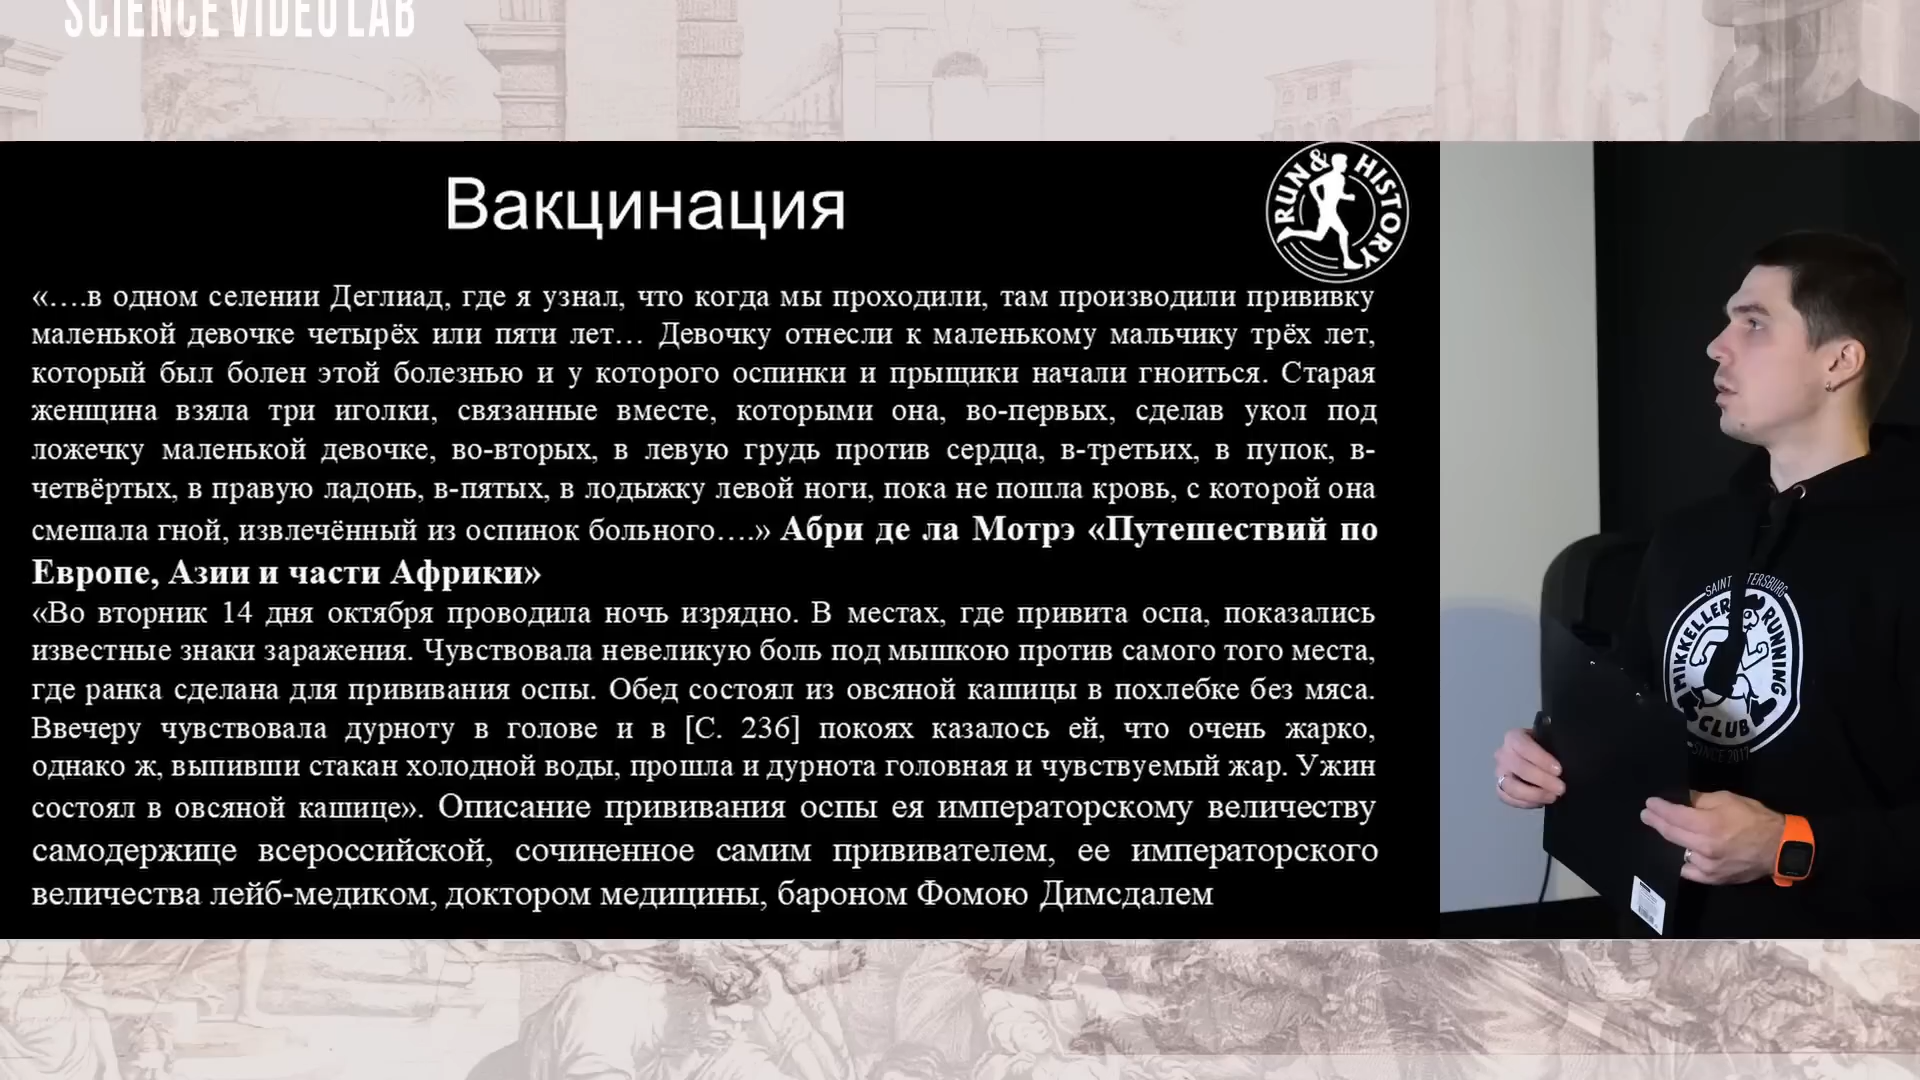 SCIENCE VIDEO LAB
Вакцинация
RUN & HISTORY
«….в одном селении Деглиад, где я узнал, что когда мы проходили, там производили прививку
маленькой девочке четырёх или пяти лет… Девочку отнесли к маленькому мальчику трёх лет,
который был болен этой болезнью и у которого оспинки и прыщики начали гноиться. Старая
женщина взяла три иголки, связанные вместе, которыми она, во-первых, сделав укол под
ложечку маленькой девочке, во-вторых, в левую грудь против сердца, в-третьих, в пупок, в-
четвёртых, в правую ладонь, в-пятых, в лодыжку левой ноги, пока не пошла кровь, с которой она
смешала гной, извлечённый из оспинок больного….» Абри де ла Мотрэ «Путешествий по
Европе, Азии и части Африки»
«Во вторник 14 дня октября проводила ночь изрядно. В местах, где привита оспа, показались
известные знаки заражения. Чувствовала невеликую боль под мышкою против самого того места,
где ранка сделана для прививания оспы. Обед состоял из овсяной кашицы в похлебке без мяса.
Ввечеру чувствовала дурноту в голове и в [С. 236] покоях казалось ей, что очень жарко,
однако ж, выпивши стакан холодной воды, прошла и дурнота головная и чувствуемый жар. Ужин
состоял в овсяной кашице». Описание прививания оспы ея императорскому величеству
самодержице всероссийской, сочиненное самим прививателем, ее императорского
величества лейб-медиком, доктором медицины, бароном Фомою Димсдалем
SAINT
MIKKELLER RUNNING
CLUB
SINCE 2017